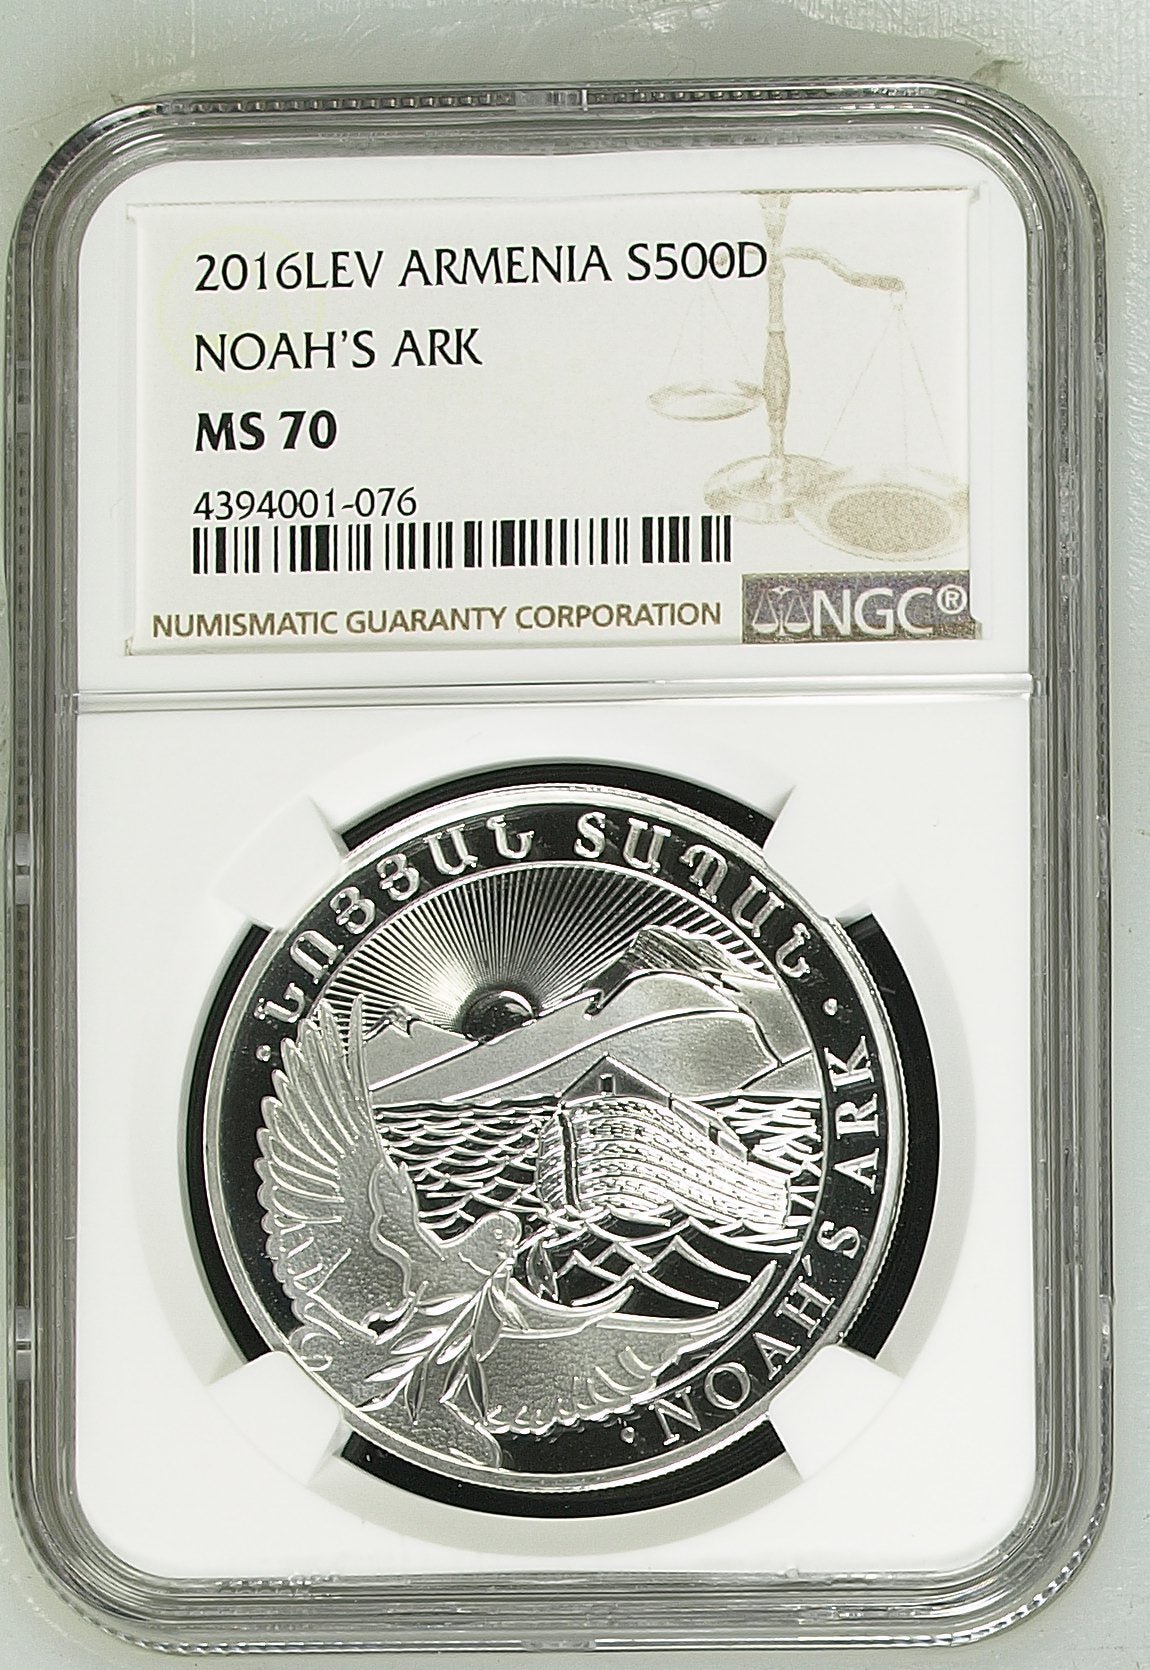 2016LEV ARMENIA S500D
NOAH'S ARK
MS 70
4394001-076
NUMISMATIC GUARANTY CORPORATION
NGC®
ՆՈՅՅԱՆ ՏԱՊԱՆ
NOAH'S ARK